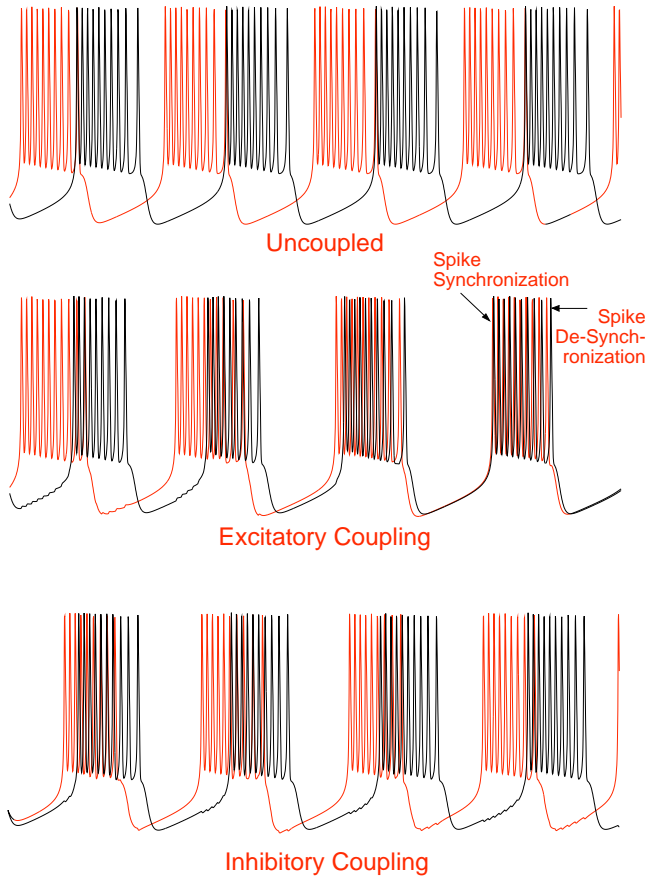 Uncoupled
Spike
Synchronization
Spike
De-Synch-
ronization
Excitatory Coupling
Inhibitory Coupling